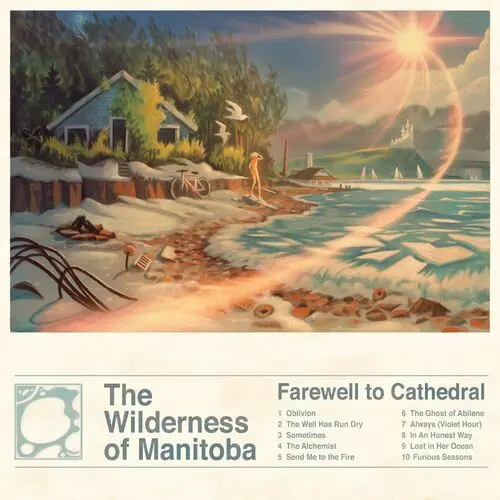 The
Wilderness
of Manitoba
Farewell to Cathedral
1 Oblivion
2 The Well Has Run Dry
3 Sometimes
4 The Alchemist
5 Send Me to the Fire
6 The Ghost of Abilene
7 Always (Violet Hour)
8 In An Honest Way
9 Lost in Her Ocean
10 Furious Seasons